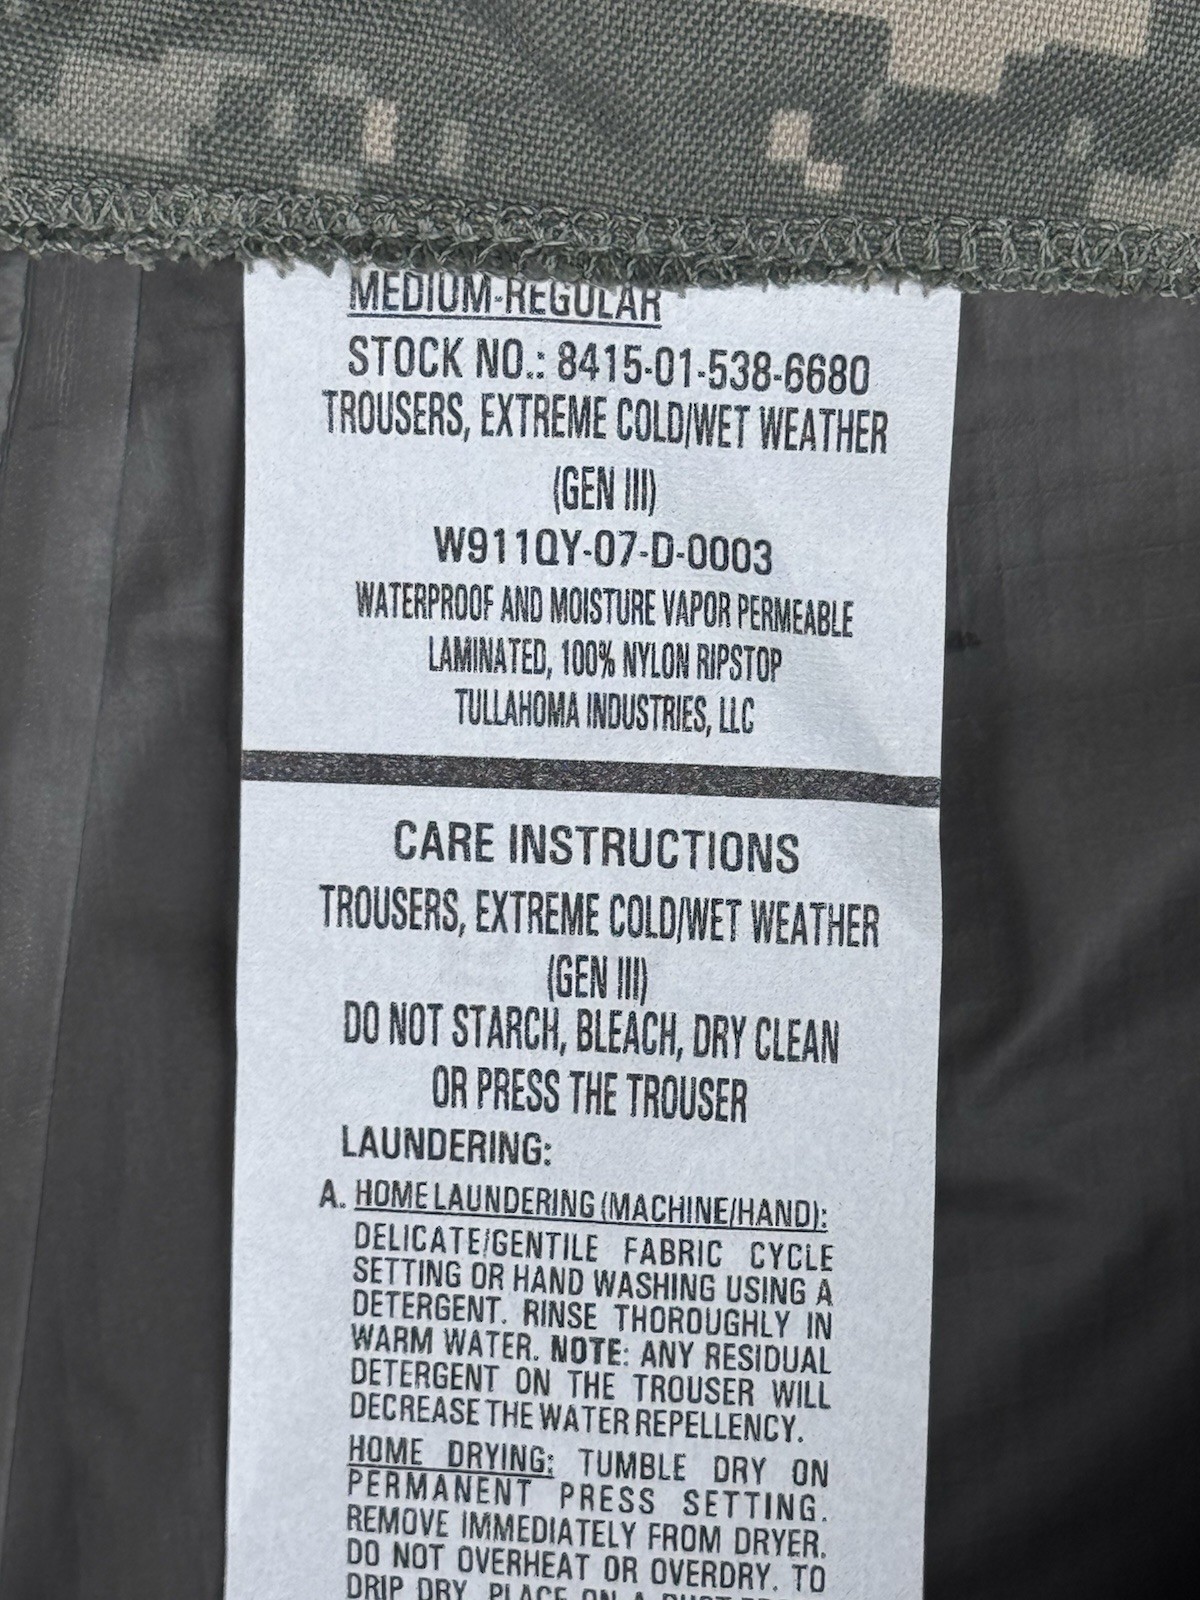 MEDIUM-REGULAR
STOCK NO.: 8415-01-538-6680
TROUSERS, EXTREME COLD/WET WEATHER
(GEN III)
W911QY-07-D-0003
WATERPROOF AND MOISTURE VAPOR PERMEABLE
LAMINATED, 100% NYLON RIPSTOP
TULLAHOMA INDUSTRIES, LLC
CARE INSTRUCTIONS
TROUSERS, EXTREME COLD/WET WEATHER
(GEN III)
DO NOT STARCH, BLEACH, DRY CLEAN
OR PRESS THE TROUSER
LAUNDERING:
A. HOME LAUNDERING (MACHINE/HAND):
DELICATE/GENTILE FABRIC CYCLE
SETTING OR HAND WASHING USING A
DETERGENT. RINSE THOROUGHLY IN
WARM WATER. NOTE: ANY RESIDUAL
DETERGENT ON THE TROUSER WILL
DECREASE THE WATER REPELLENCY.
HOME DRYING: TUMBLE DRY ON
PERMANENT PRESS SETTING.
REMOVE IMMEDIATELY FROM DRYER.
DO NOT OVERHEAT OR OVERDRY. TO
DRIP DRY, PLACE ON A